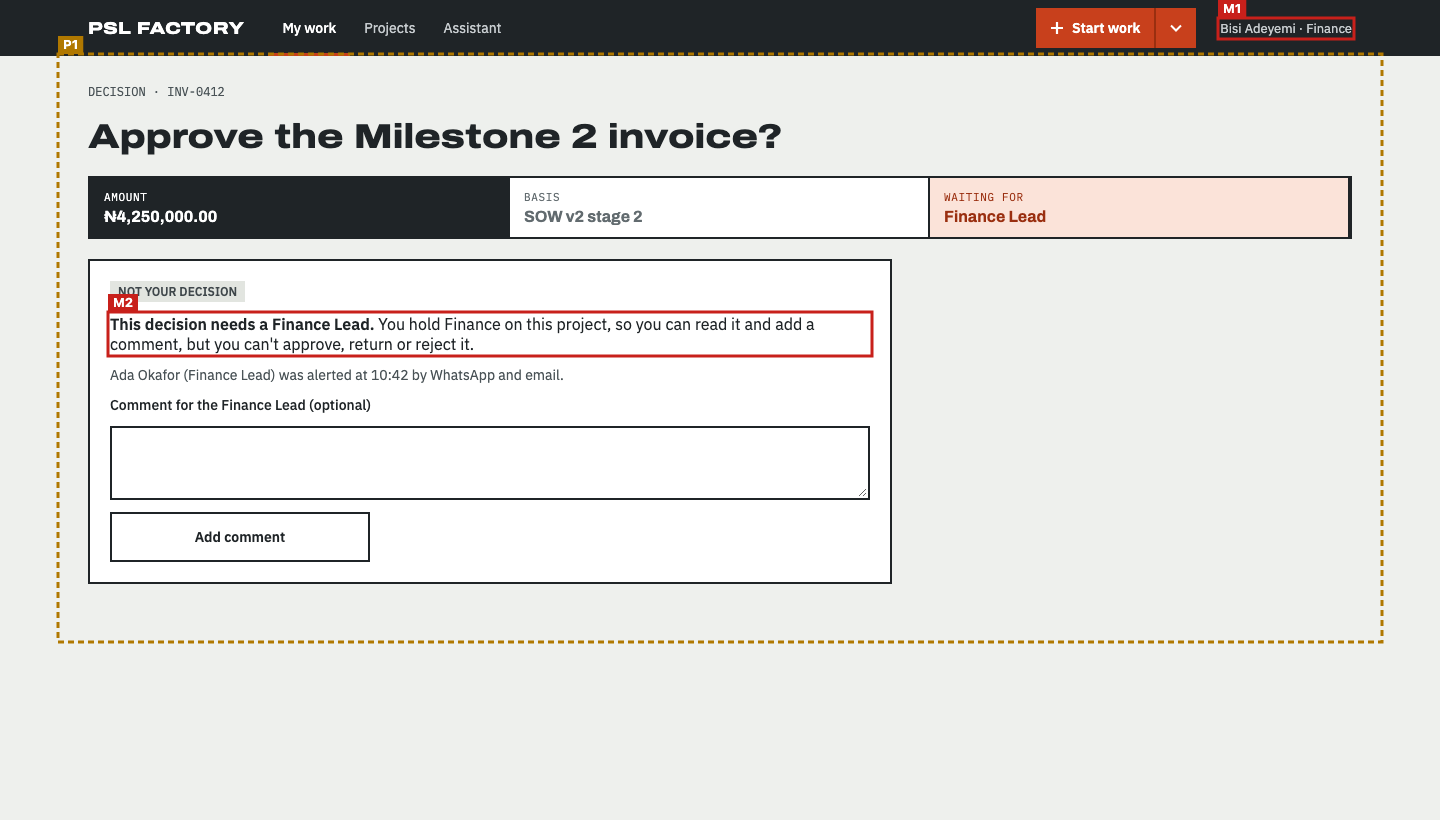 PSL FACTORY
My work
Projects
Assistant
Start work
M1
Bisi Adeyemi · Finance
P1
DECISION · INV-0412
Approve the Milestone 2 invoice?
AMOUNT
₦4,250,000.00
BASIS
SOW v2 stage 2
WAITING FOR
Finance Lead
NOT YOUR DECISION
M2
This decision needs a Finance Lead. You hold Finance on this project, so you can read it and add a
comment, but you can't approve, return or reject it.
Ada Okafor (Finance Lead) was alerted at 10:42 by WhatsApp and email.
Comment for the Finance Lead (optional)
Add comment